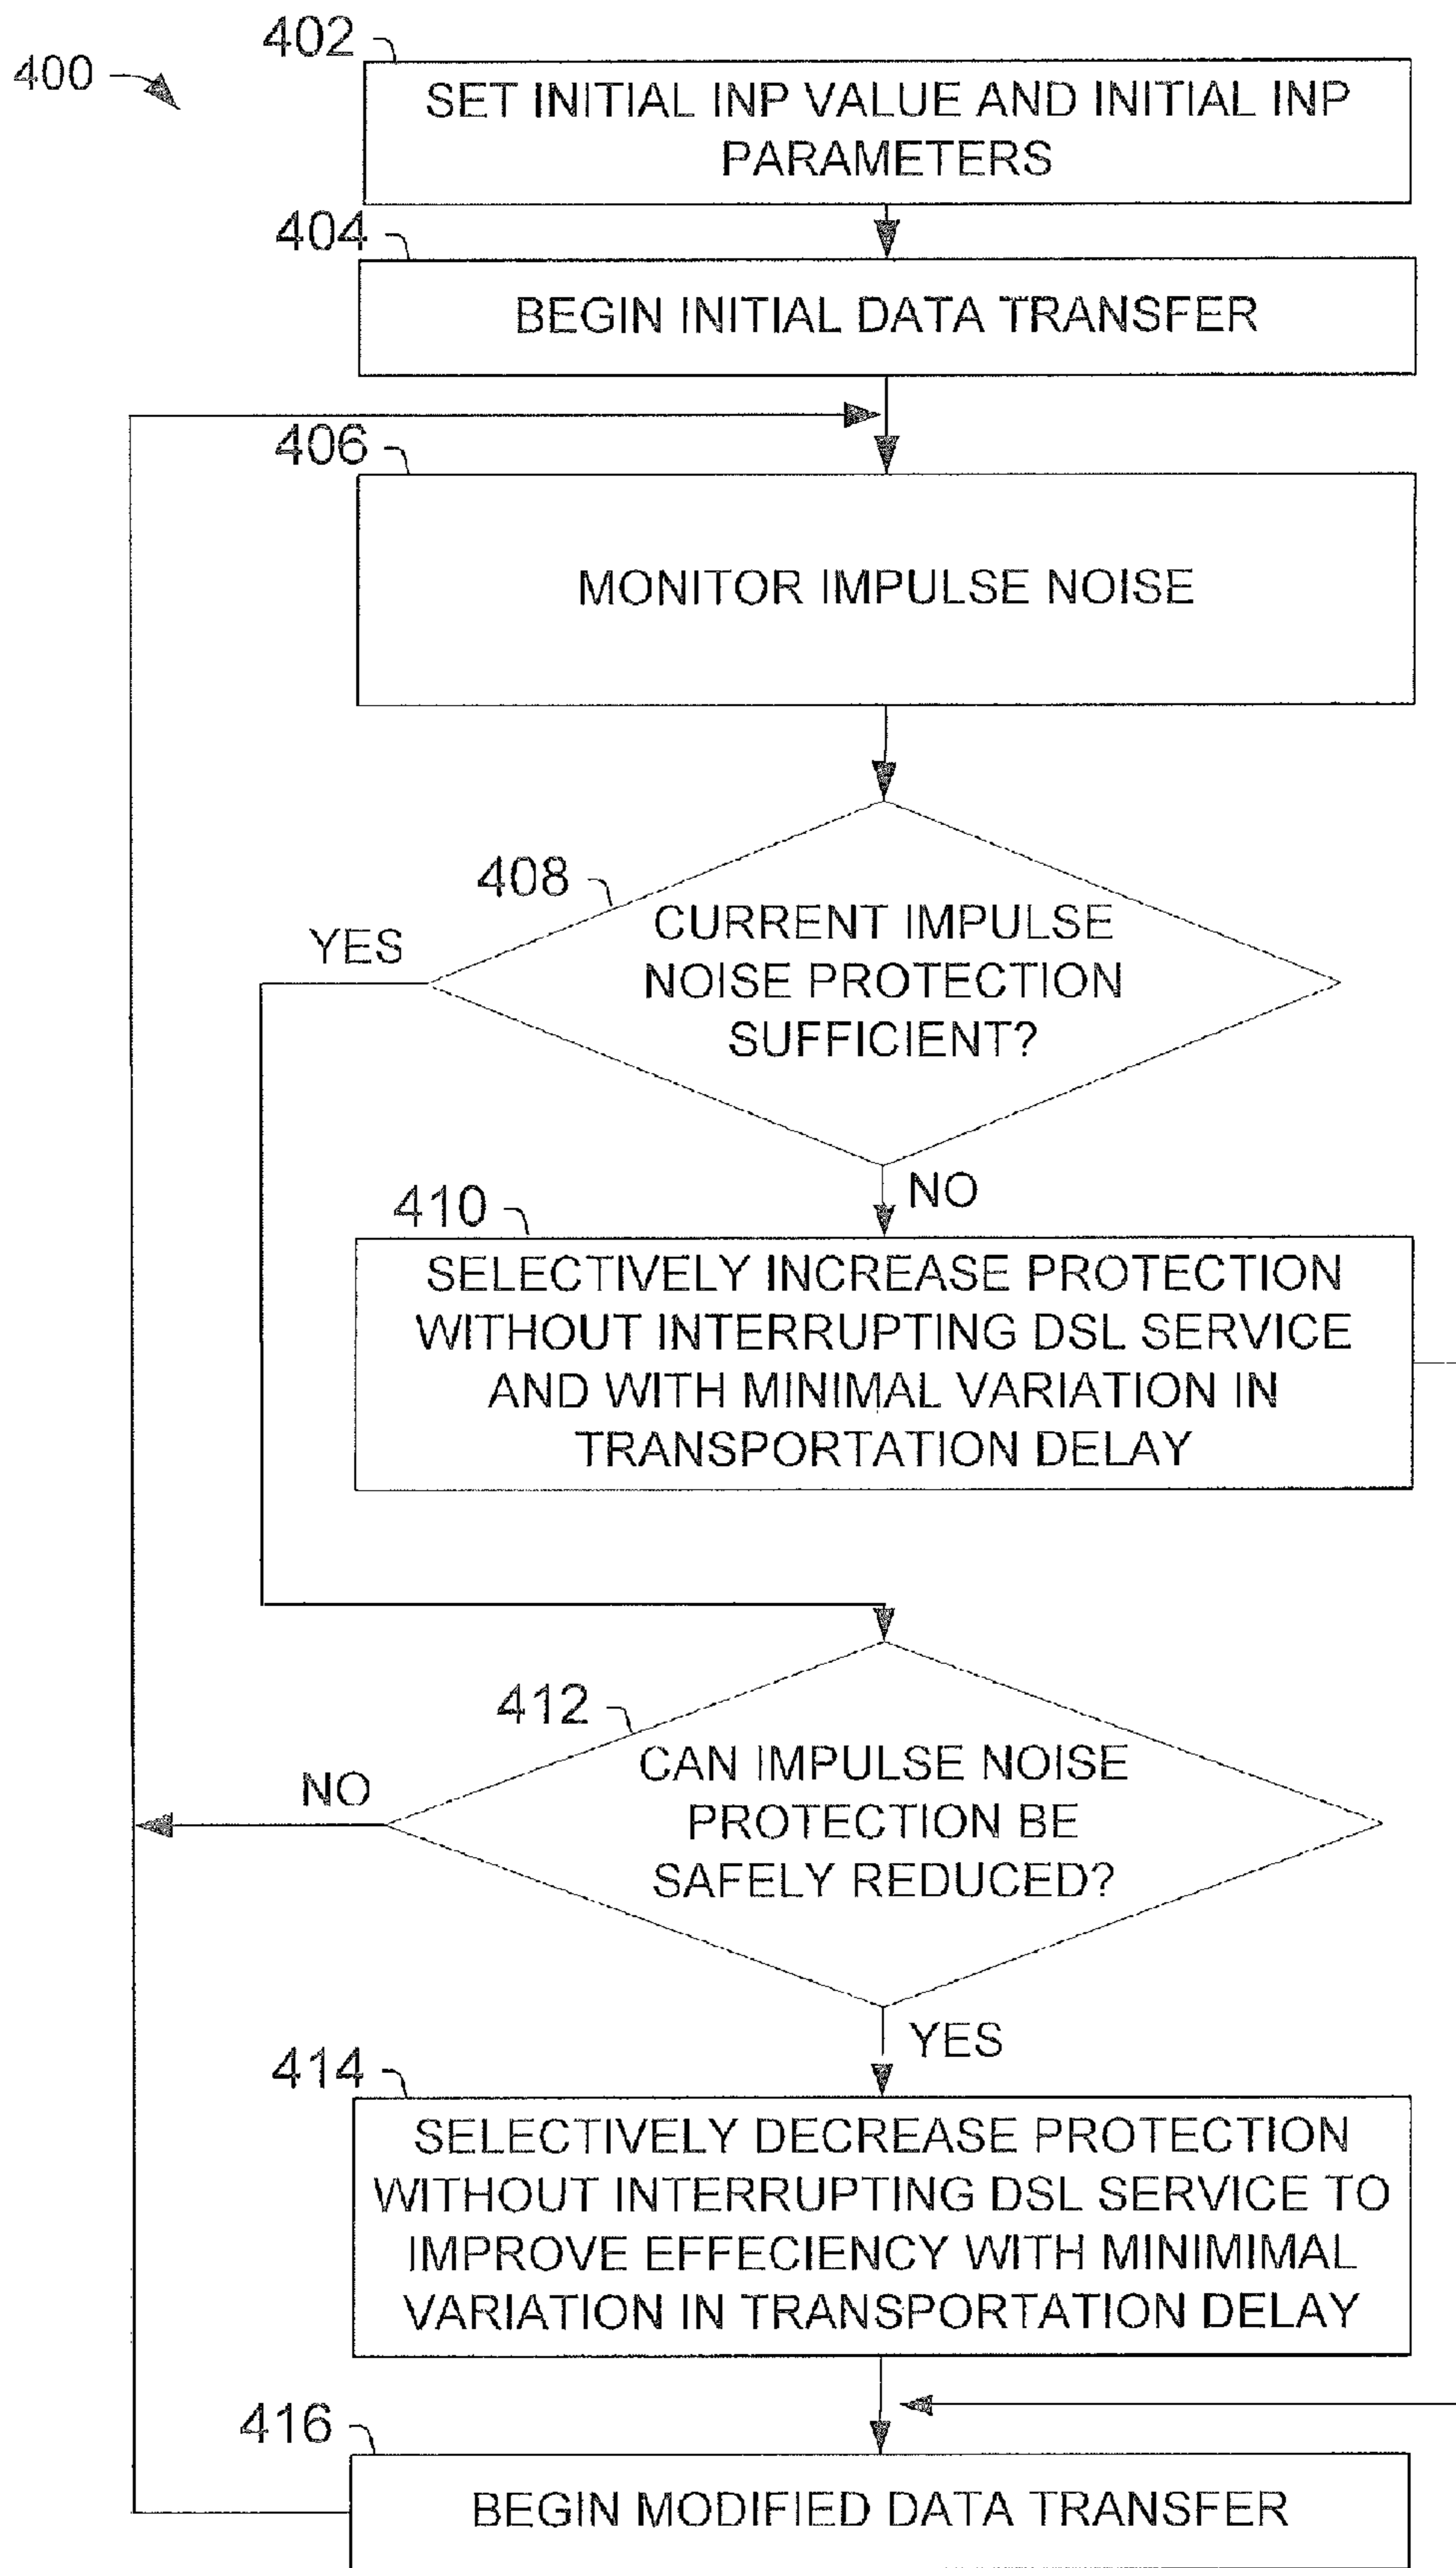 400
402
SET INITIAL INP VALUE AND INITIAL INP
PARAMETERS
404
BEGIN INITIAL DATA TRANSFER
406
MONITOR IMPULSE NOISE
408
CURRENT IMPULSE
NOISE PROTECTION
SUFFICIENT?
YES
NO
410
SELECTIVELY INCREASE PROTECTION
WITHOUT INTERRUPTING DSL SERVICE
AND WITH MINIMAL VARIATION IN
TRANSPORTATION DELAY
412
CAN IMPULSE NOISE
PROTECTION BE
SAFELY REDUCED?
NO
YES
414
SELECTIVELY DECREASE PROTECTION
WITHOUT INTERRUPTING DSL SERVICE TO
IMPROVE EFFECIENCY WITH MINIMIMAL
VARIATION IN TRANSPORTATION DELAY
416
BEGIN MODIFIED DATA TRANSFER